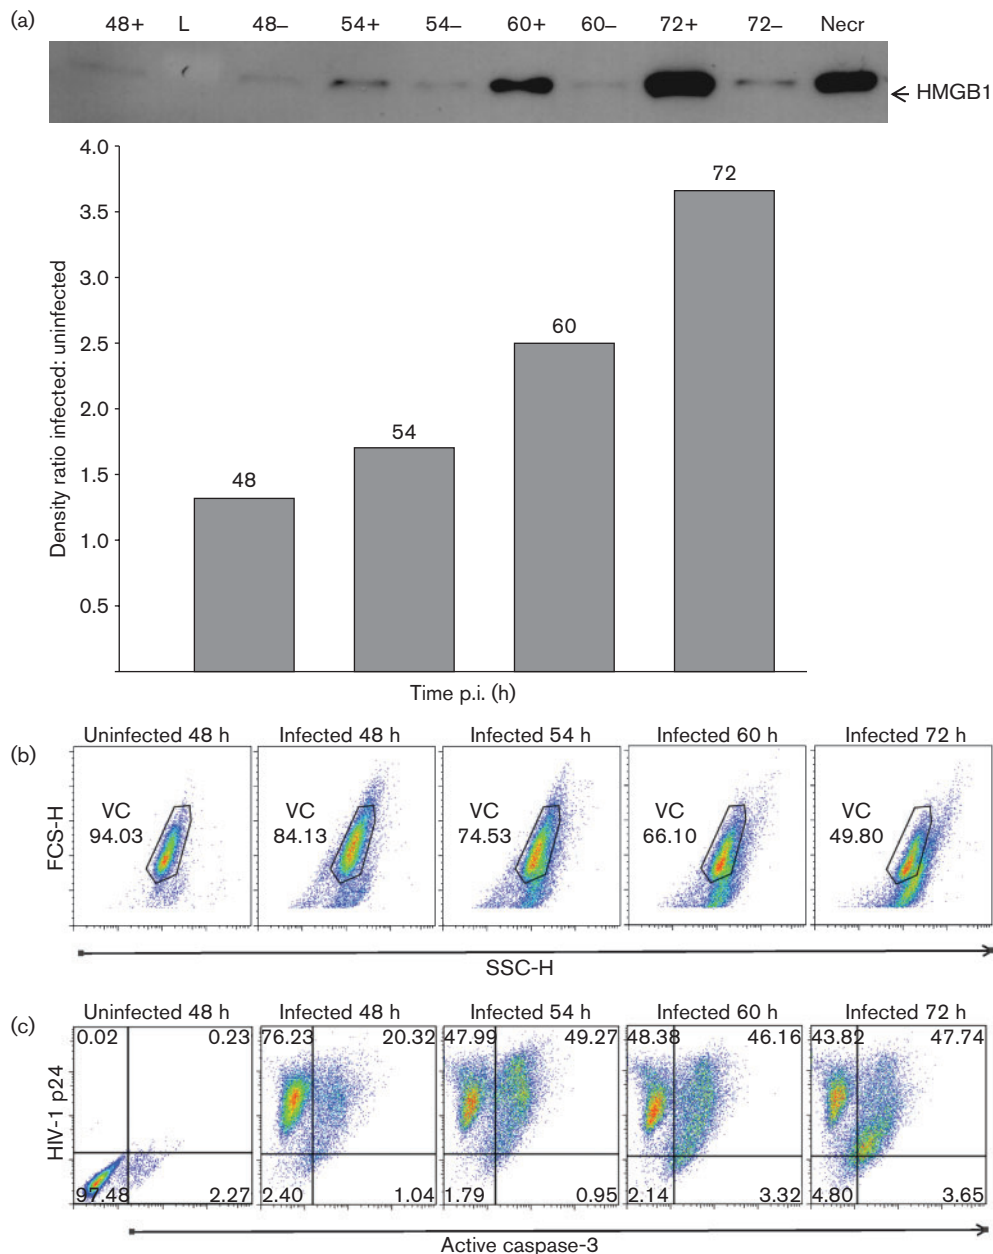 (a)
48+ L 48– 54+ 54– 60+ 60– 72+ 72– Necr
HMGB1
4.0
72
3.5
3.0
60
2.5
2.0
54
48
1.5
1.0
0.5
Density ratio infected: uninfected
Time p.i. (h)
(b)
Uninfected 48 h Infected 48 h Infected 54 h Infected 60 h Infected 72 h
VC VC VC VC VC
94.03 84.13 74.53 66.10 49.80
FCS-H
SSC-H
(c)
Uninfected 48 h Infected 48 h Infected 54 h Infected 60 h Infected 72 h
0.02 0.23 76.23 20.32 47.99 49.27 48.38 46.16 43.82 47.74
HIV-1 p24
97.48 2.27 2.40 1.04 1.79 0.95 2.14 3.32 4.80 3.65
Active caspase-3